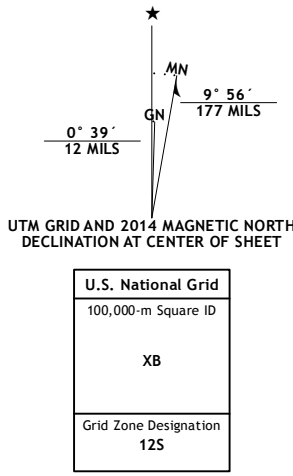 MN
GN
9° 56´
177 MILS
0° 39´
12 MILS
UTM GRID AND 2014 MAGNETIC NORTH
DECLINATION AT CENTER OF SHEET
U.S. National Grid
100,000-m Square ID
XB
Grid Zone Designation
12S